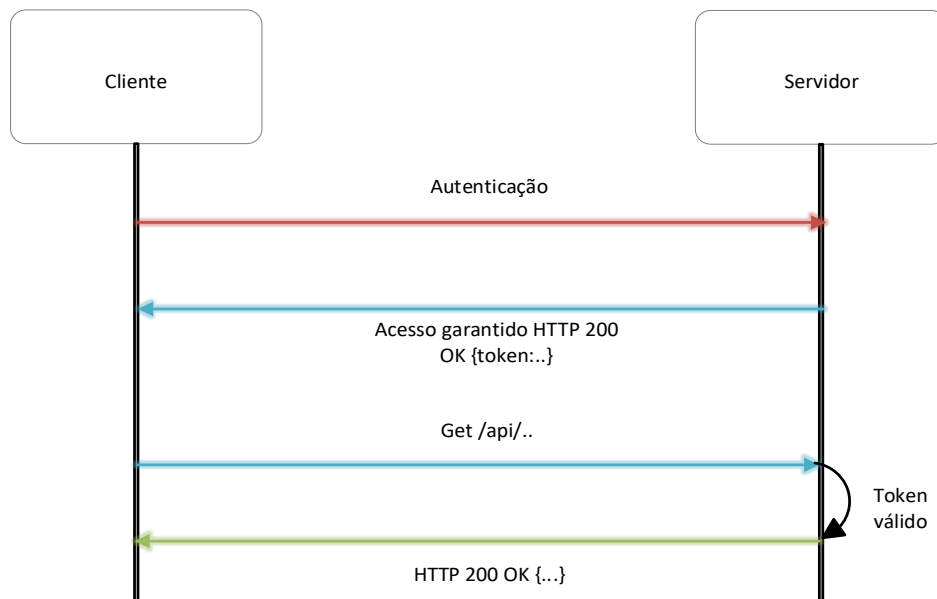 Cliente
Servidor
Autenticação
Acesso garantido HTTP 200
OK {token:..}
Get /api/..
Token
válido
HTTP 200 OK {...}